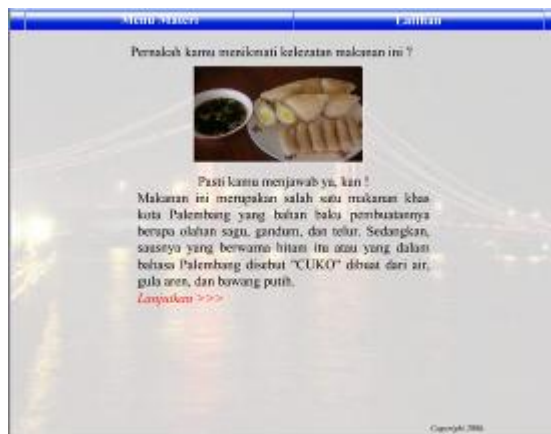 Menu Materi
Latihan
Pernakah kamu menikmati kelezatan makanan ini ?
Pasti kamu menjawab ya, kan !
Makanan ini merupakan salah satu makanan khas
kota Palembang yang bahan baku pembuatannya
berupa olahan sagu, gandum, dan telur. Sedangkan,
sausnya yang berwarna hitam itu atau yang dalam
bahasa Palembang disebut "CUKO" dibuat dari air,
gula aren, dan bawang putih.
Lanjutkan >>>
Copyright 2006